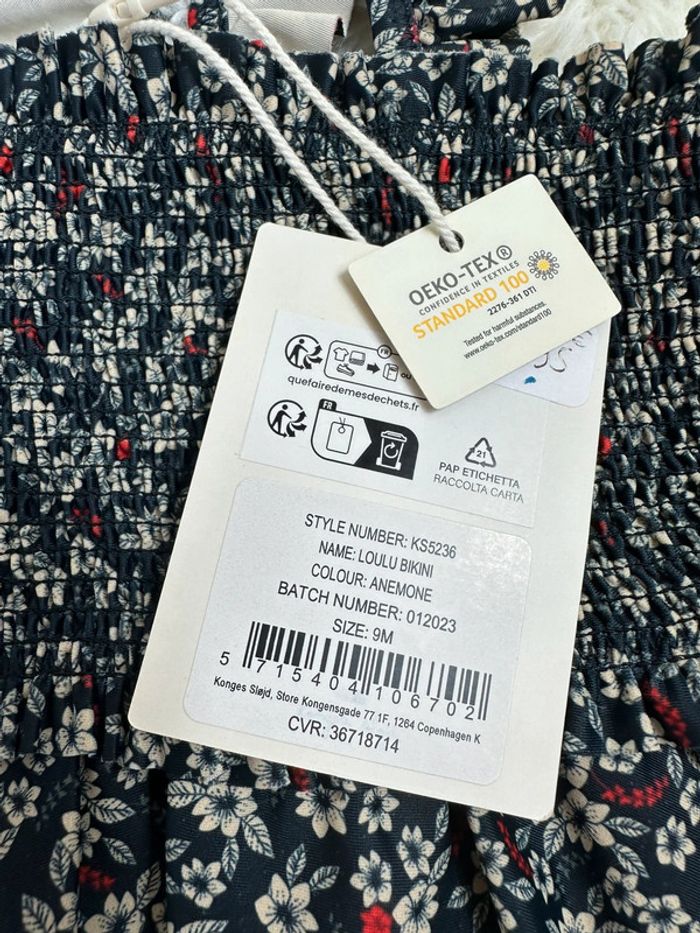 OEKO-TEX®
CONFIDENCE IN TEXTILES
STANDARD 100
2276-361 DTI
Tested for harmful substances.
www.oeko-tex.com/standard100
FR
OU
quefairedemesdechets.fr
FR
21
PAP ETICHETTA
RACCOLTA CARTA
STYLE NUMBER: KS5236
NAME: LOULU BIKINI
COLOUR: ANEMONE
BATCH NUMBER: 012023
SIZE: 9M
5 715404 106702
Konges Sløjd, Store Kongensgade 77 1F, 1264 Copenhagen K
CVR: 36718714